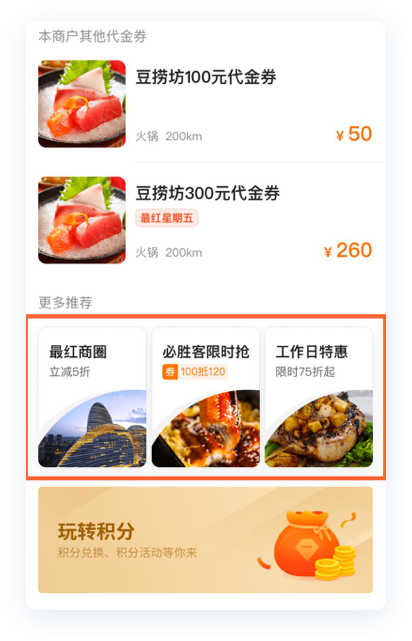 本商户其他代金券
豆捞坊100元代金券
火锅 200km
¥ 50
豆捞坊300元代金券
最红星期五
火锅 200km
¥ 260
更多推荐
最红商圈
立减5折
必胜客限时抢
券 100抵120
工作日特惠
限时75折起
玩转积分
积分兑换、积分活动等你来